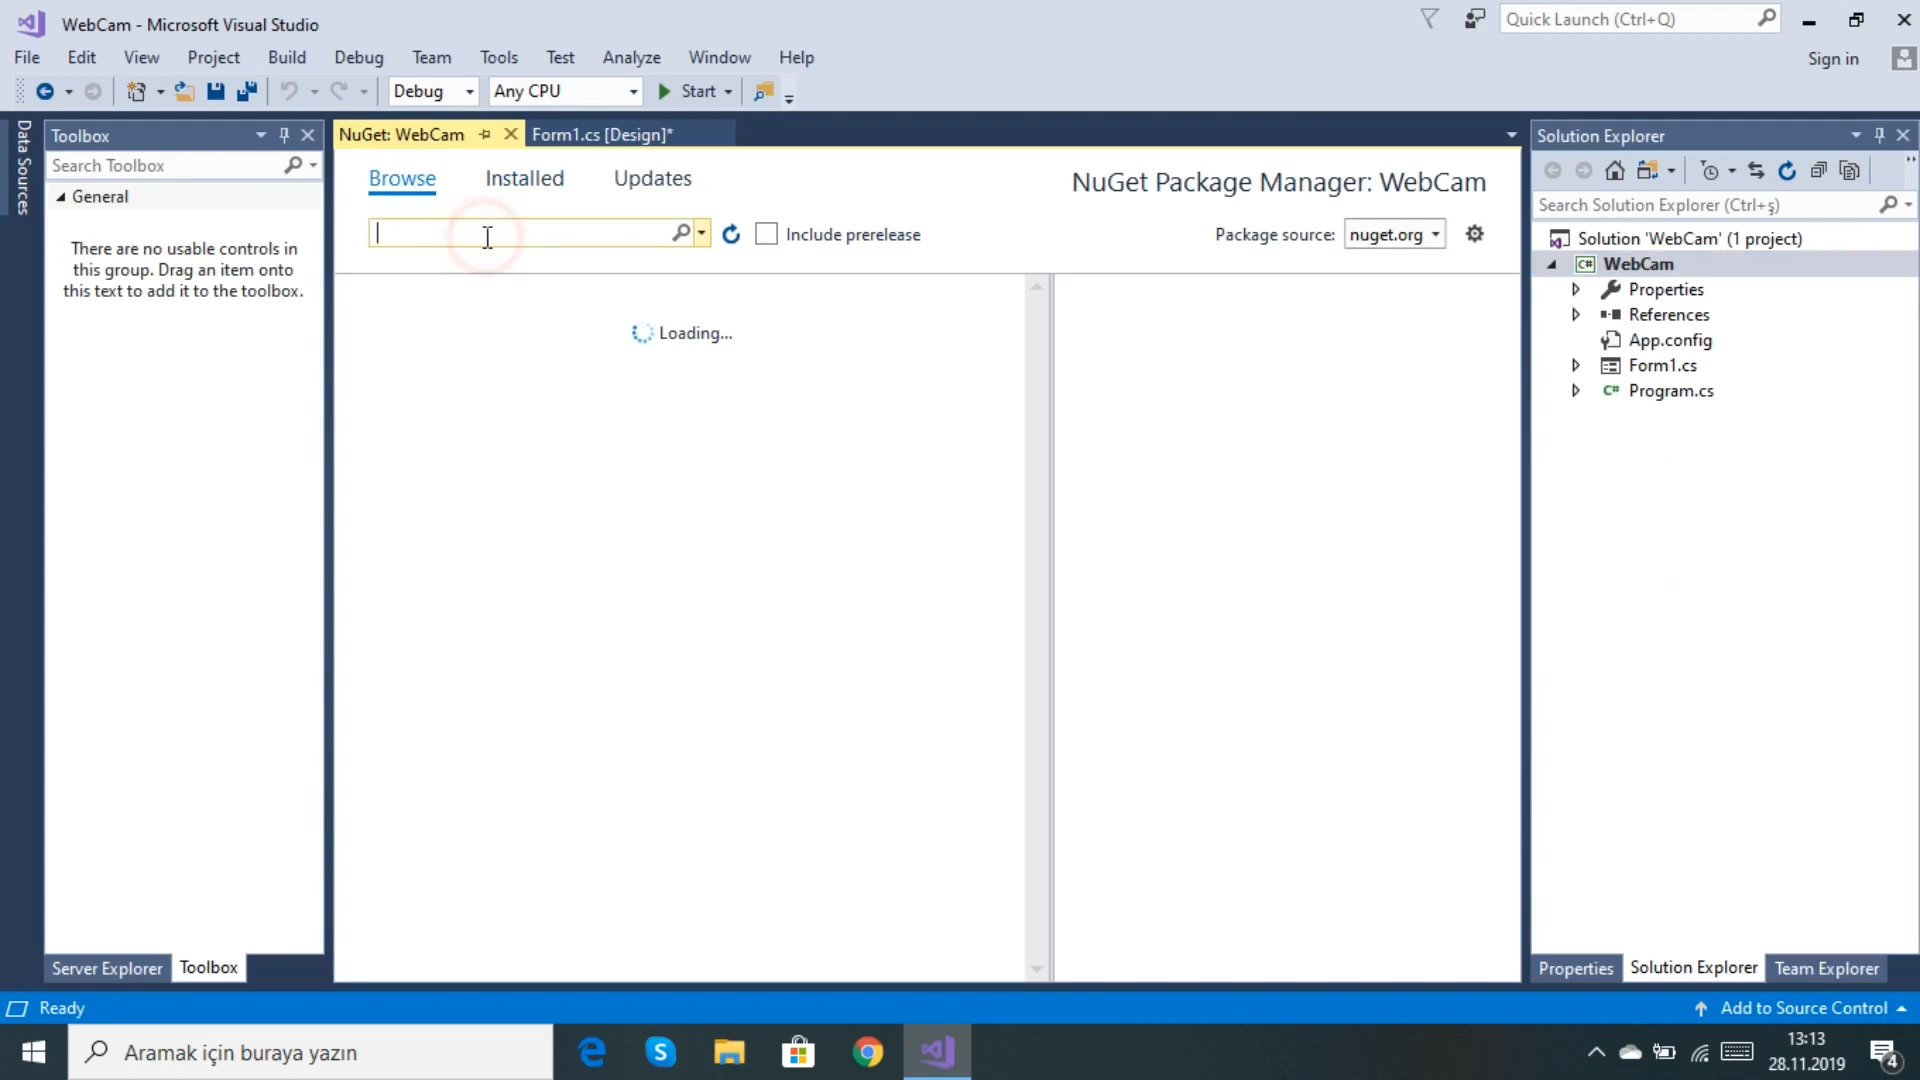 WebCam - Microsoft Visual Studio
Quick Launch (Ctrl+Q)
File Edit View Project Build Debug Team Tools Test Analyze Window Help
Sign in
Debug Any CPU Start
Data Sources
Toolbox
Search Toolbox
General
There are no usable controls in
this group. Drag an item onto
this text to add it to the toolbox.
Server Explorer Toolbox
NuGet: WebCam Form1.cs [Design]*
Browse Installed Updates
NuGet Package Manager: WebCam
Include prerelease
Package source: nuget.org
Loading...
Solution Explorer
Search Solution Explorer (Ctrl+ş)
Solution 'WebCam' (1 project)
C# WebCam
Properties
References
App.config
Form1.cs
C# Program.cs
Properties Solution Explorer Team Explorer
Ready
Add to Source Control
Aramak için buraya yazın
13:13
28.11.2019
4